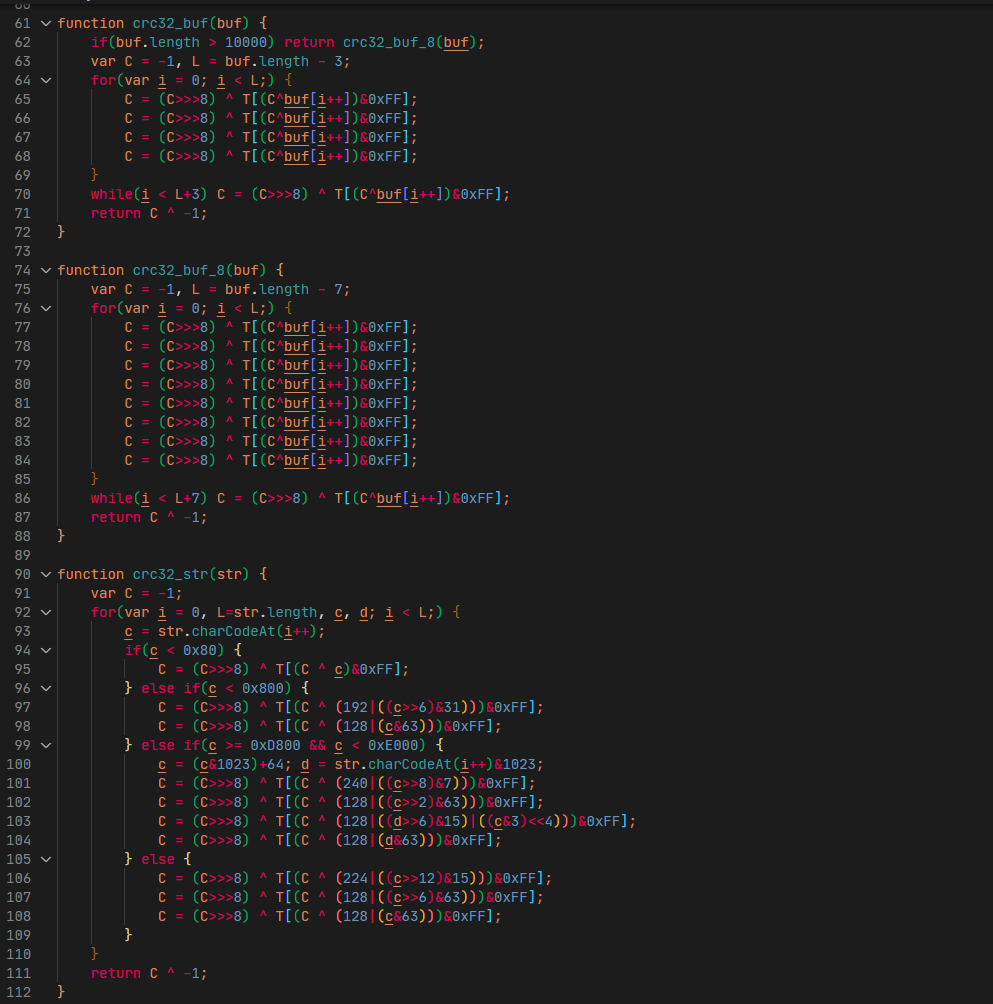 61 function crc32_buf(buf) {
62     if(buf.length > 10000) return crc32_buf_8(buf);
63     var C = -1, L = buf.length - 3;
64     for(var i = 0; i < L;) {
65         C = (C>>>8) ^ T[(C^buf[i++])&0xFF];
66         C = (C>>>8) ^ T[(C^buf[i++])&0xFF];
67         C = (C>>>8) ^ T[(C^buf[i++])&0xFF];
68         C = (C>>>8) ^ T[(C^buf[i++])&0xFF];
69     }
70     while(i < L+3) C = (C>>>8) ^ T[(C^buf[i++])&0xFF];
71     return C ^ -1;
72 }
73
74 function crc32_buf_8(buf) {
75     var C = -1, L = buf.length - 7;
76     for(var i = 0; i < L;) {
77         C = (C>>>8) ^ T[(C^buf[i++])&0xFF];
78         C = (C>>>8) ^ T[(C^buf[i++])&0xFF];
79         C = (C>>>8) ^ T[(C^buf[i++])&0xFF];
80         C = (C>>>8) ^ T[(C^buf[i++])&0xFF];
81         C = (C>>>8) ^ T[(C^buf[i++])&0xFF];
82         C = (C>>>8) ^ T[(C^buf[i++])&0xFF];
83         C = (C>>>8) ^ T[(C^buf[i++])&0xFF];
84         C = (C>>>8) ^ T[(C^buf[i++])&0xFF];
85     }
86     while(i < L+7) C = (C>>>8) ^ T[(C^buf[i++])&0xFF];
87     return C ^ -1;
88 }
89
90 function crc32_str(str) {
91     var C = -1;
92     for(var i = 0, L=str.length, c, d; i < L;) {
93         c = str.charCodeAt(i++);
94         if(c < 0x80) {
95             C = (C>>>8) ^ T[(C ^ c)&0xFF];
96         } else if(c < 0x800) {
97             C = (C>>>8) ^ T[(C ^ (192|((c>>6)&31)))&0xFF];
98             C = (C>>>8) ^ T[(C ^ (128|(c&63)))&0xFF];
99         } else if(c >= 0xD800 && c < 0xE000) {
100             c = (c&1023)+64; d = str.charCodeAt(i++)&1023;
101             C = (C>>>8) ^ T[(C ^ (240|((c>>8)&7)))&0xFF];
102             C = (C>>>8) ^ T[(C ^ (128|((c>>2)&63)))&0xFF];
103             C = (C>>>8) ^ T[(C ^ (128|((d>>6)&15)|((c&3)<<4)))&0xFF];
104             C = (C>>>8) ^ T[(C ^ (128|(d&63)))&0xFF];
105         } else {
106             C = (C>>>8) ^ T[(C ^ (224|((c>>12)&15)))&0xFF];
107             C = (C>>>8) ^ T[(C ^ (128|((c>>6)&63)))&0xFF];
108             C = (C>>>8) ^ T[(C ^ (128|(c&63)))&0xFF];
109         }
110     }
111     return C ^ -1;
112 }